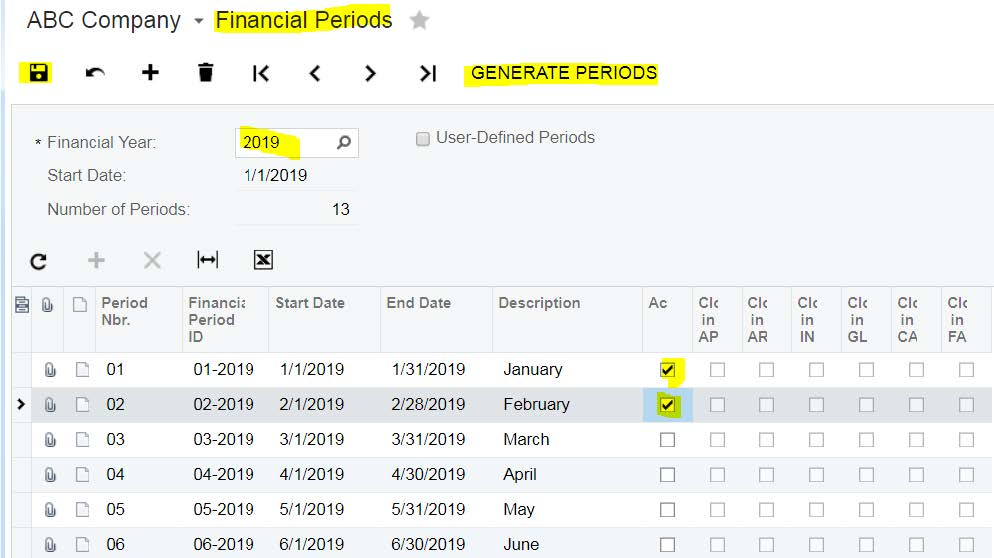 ABC Company Financial Periods
GENERATE PERIODS
* Financial Year: 2019 User-Defined Periods
Start Date: 1/1/2019
Number of Periods: 13
Period Nbr. Financia Period ID Start Date End Date Description Ac Clo in AP Clo in AR Clo in IN Clo in GL Clo in CA Clo in FA
01 01-2019 1/1/2019 1/31/2019 January
02 02-2019 2/1/2019 2/28/2019 February
03 03-2019 3/1/2019 3/31/2019 March
04 04-2019 4/1/2019 4/30/2019 April
05 05-2019 5/1/2019 5/31/2019 May
06 06-2019 6/1/2019 6/30/2019 June